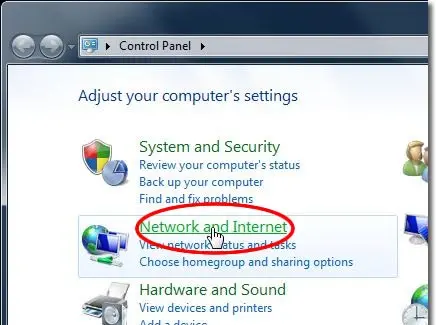 Control Panel
Adjust your computer's settings
System and Security
Review your computer's status
Back up your computer
Find and fix problems
Network and Internet
View network status and tasks
Choose homegroup and sharing options
Hardware and Sound
View devices and printers
Add a device